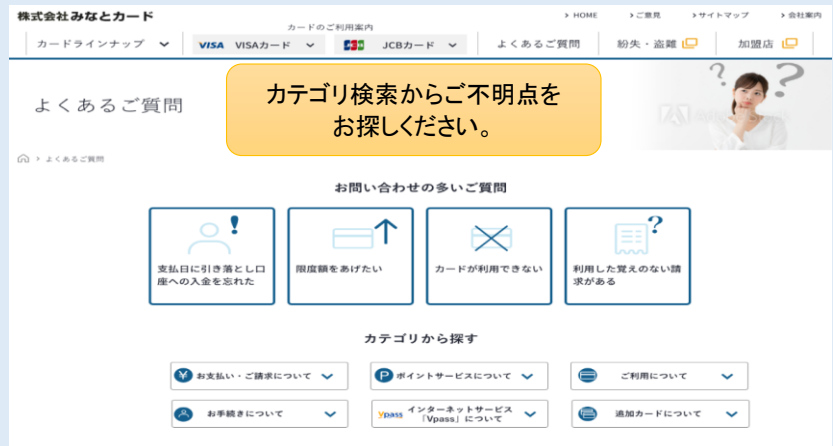 株式会社みなとカード
カードのご利用案内
> HOME
> ご意見
> サイトマップ
> 会社案内
カードラインナップ
VISA VISAカード
JCB JCBカード
よくあるご質問
紛失・盗難
加盟店
よくあるご質問
カテゴリ検索からご不明点を
お探しください。
? ?
> よくあるご質問
お問い合わせの多いご質問
!
支払日に引き落とし口
座への入金を忘れた
限度額をあげたい
カードが利用できない
?
利用した覚えのない請
求がある
カテゴリから探す
¥ お支払い・ご請求について
P ポイントサービスについて
ご利用について
お手続きについて
Vpass インターネットサービス
「Vpass」について
追加カードについて